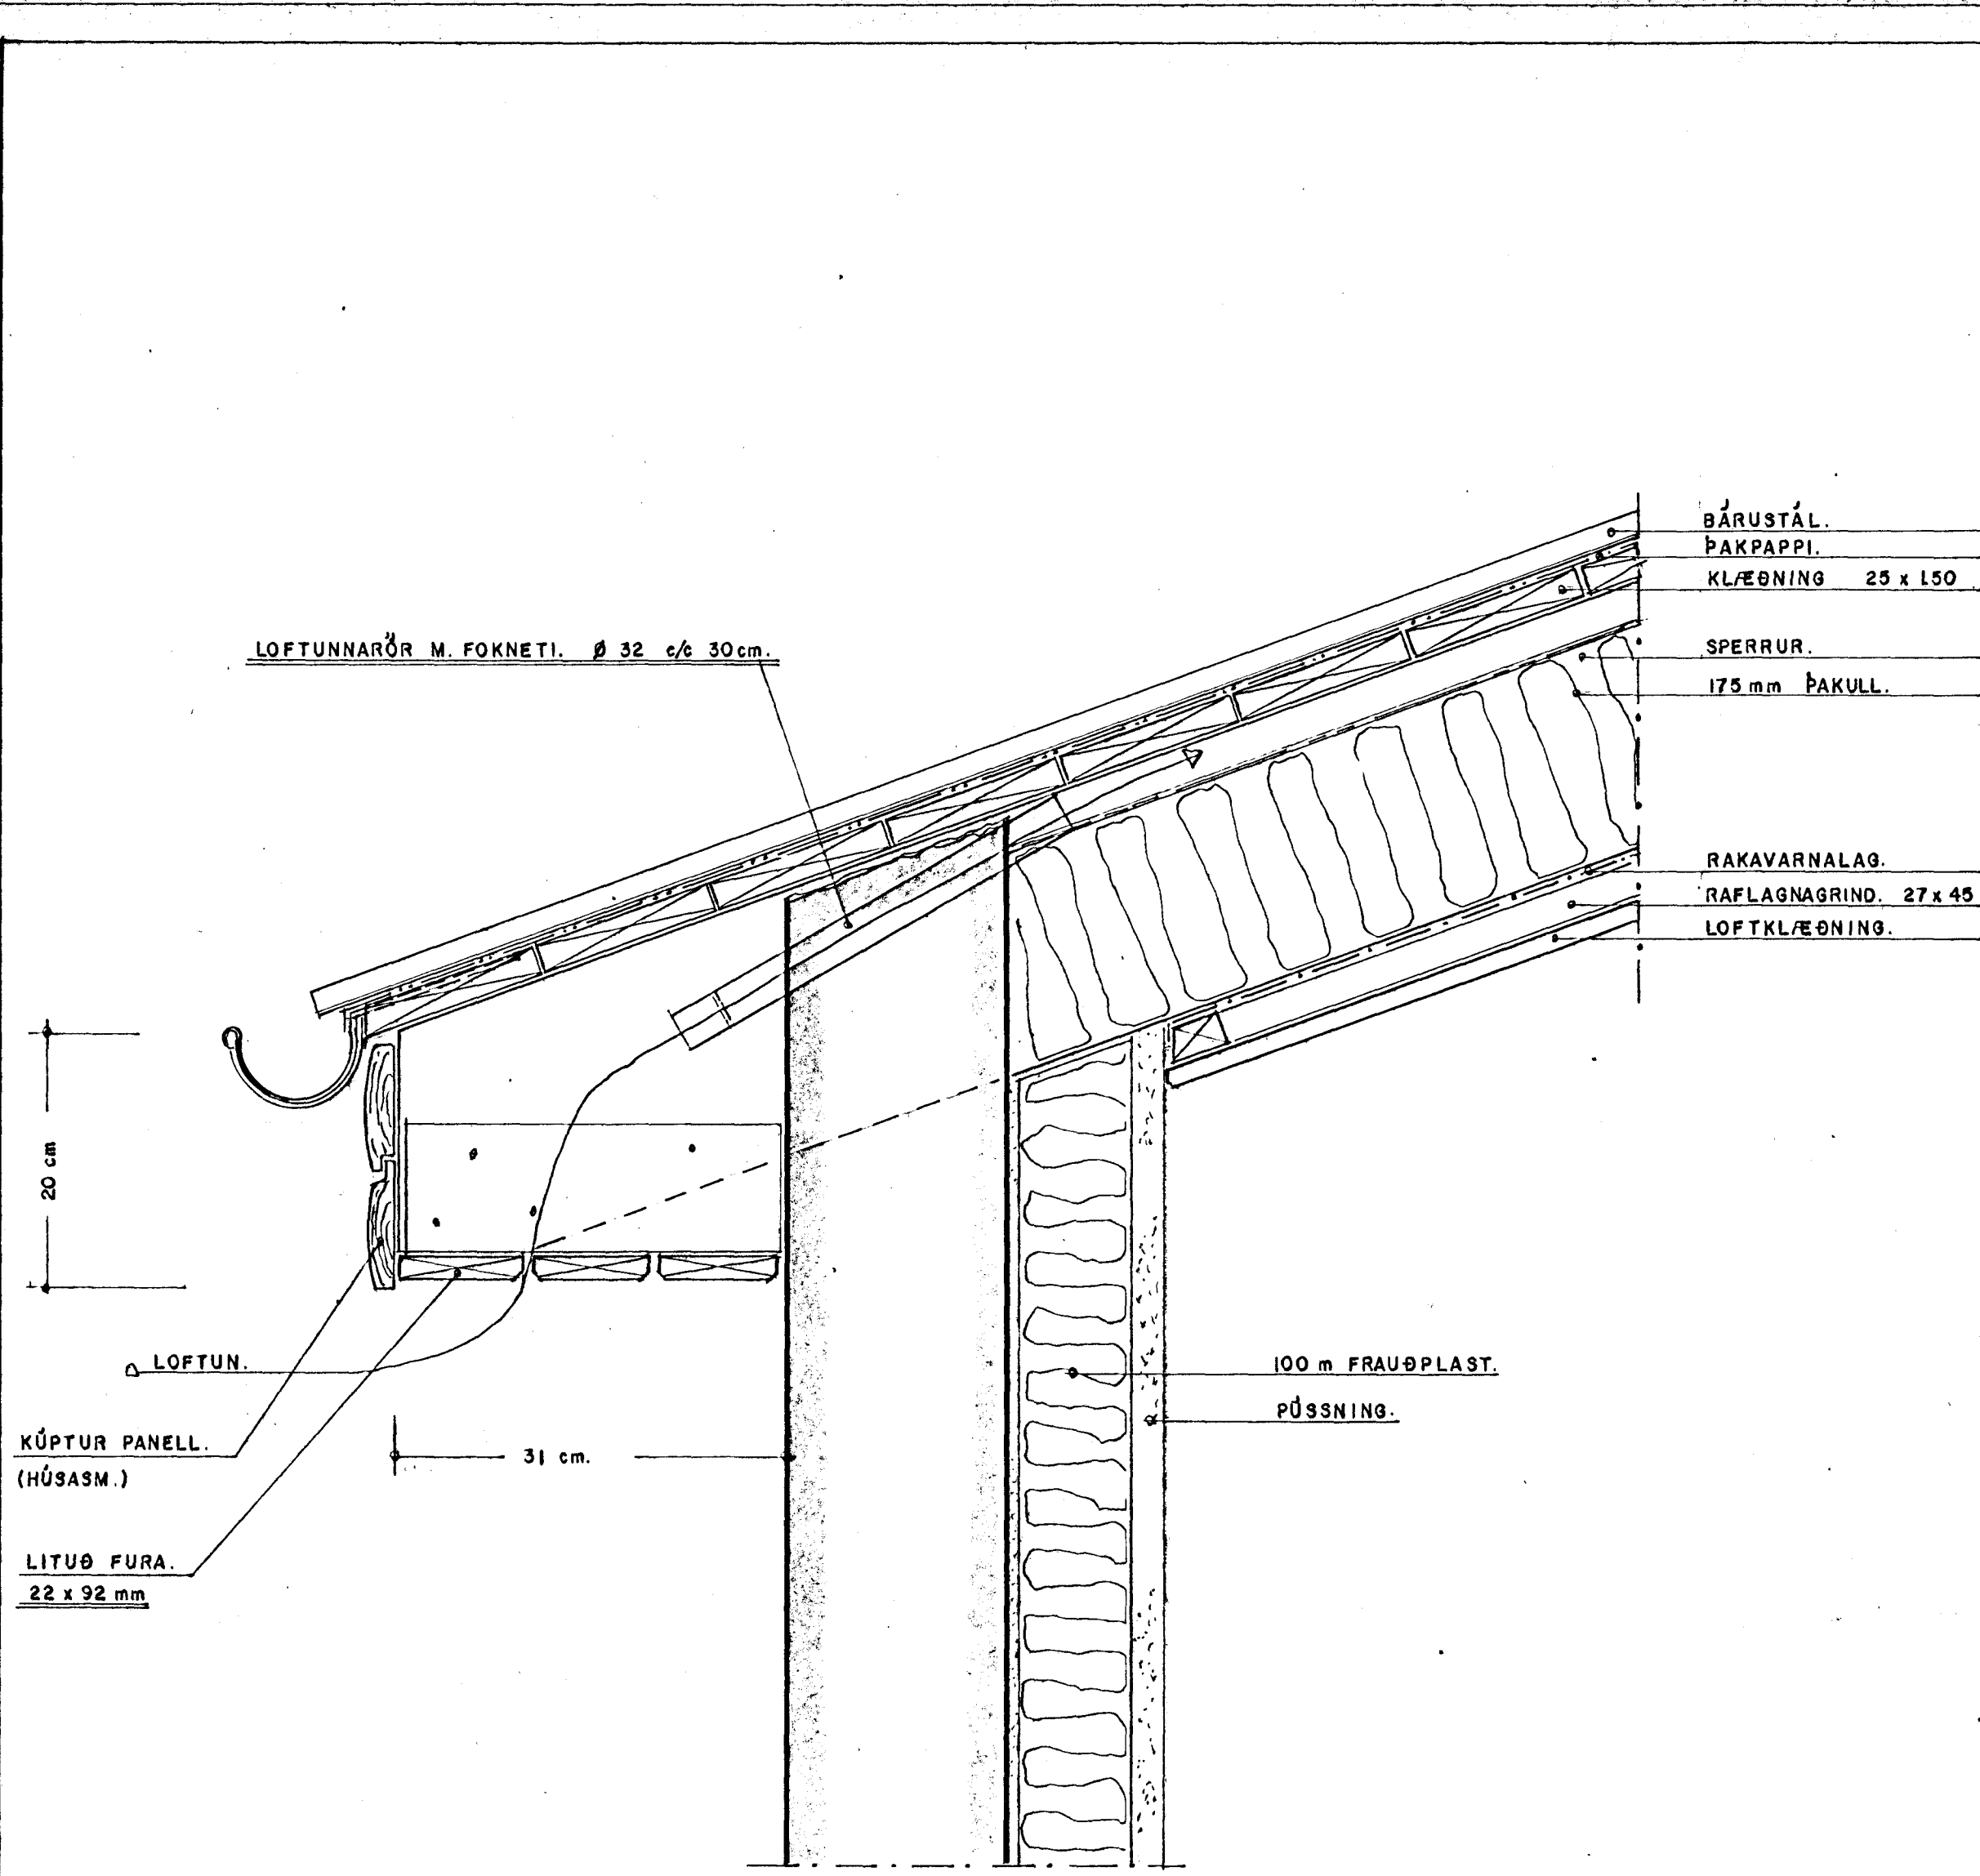 BÁRUSTÁL.
ÞAKPAPPI.
KLÆÐNING 25 x 150
LOFTUNNARÖR M. FOKNETI. Ø 32 c/c 30cm.
SPERRUR.
175 mm ÞAKULL.
RAKAVARNALAG.
RAFLAGNAGRIND. 27 x 45
LOFTKLÆÐNING.
20 cm
LOFTUN.
100 m FRAUÐPLAST.
PÚSSNING.
KÚPTUR PANELL.
(HÚSASM.)
31 cm.
LITUÐ FURA.
22 x 92 mm